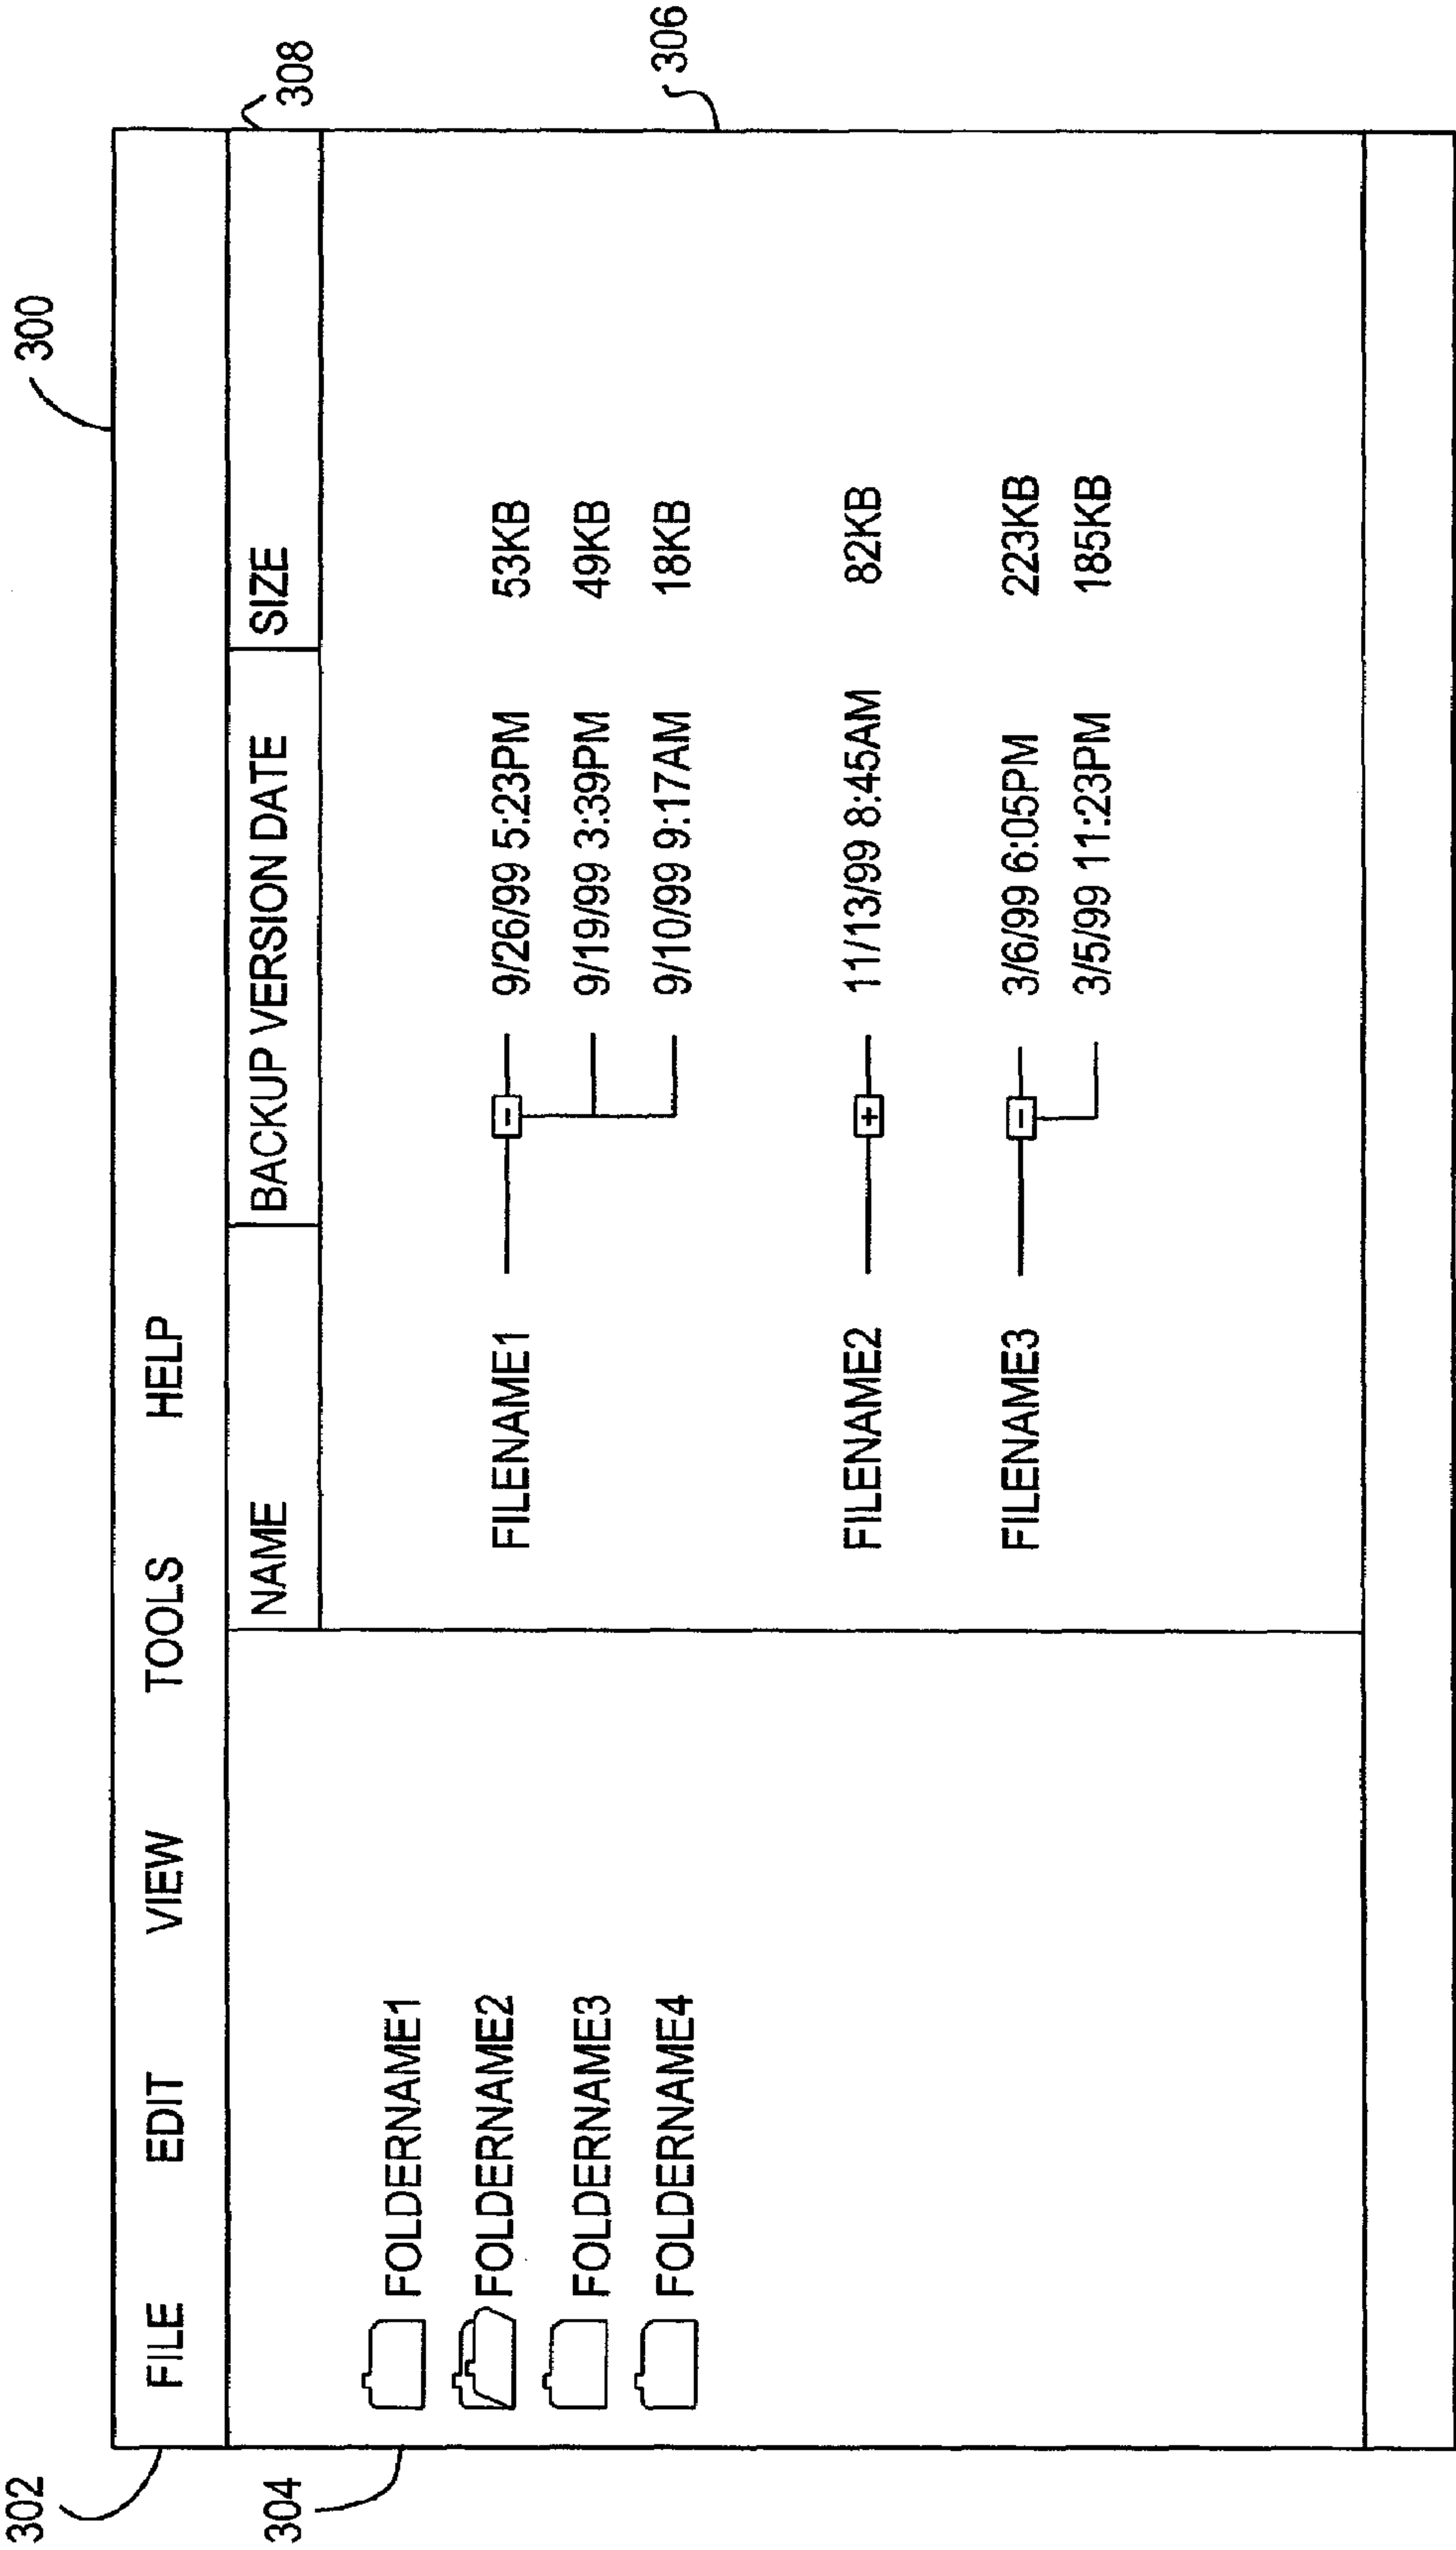 300
302
FILE EDIT VIEW TOOLS HELP
308
NAME BACKUP VERSION DATE SIZE
304
FOLDERNAME1
FOLDERNAME2
FOLDERNAME3
FOLDERNAME4
FILENAME1 - 9/26/99 5:23PM 53KB
9/19/99 3:39PM 49KB
9/10/99 9:17AM 18KB
306
FILENAME2 + 11/13/99 8:45AM 82KB
FILENAME3 - 3/6/99 6:05PM 223KB
3/5/99 11:23PM 185KB